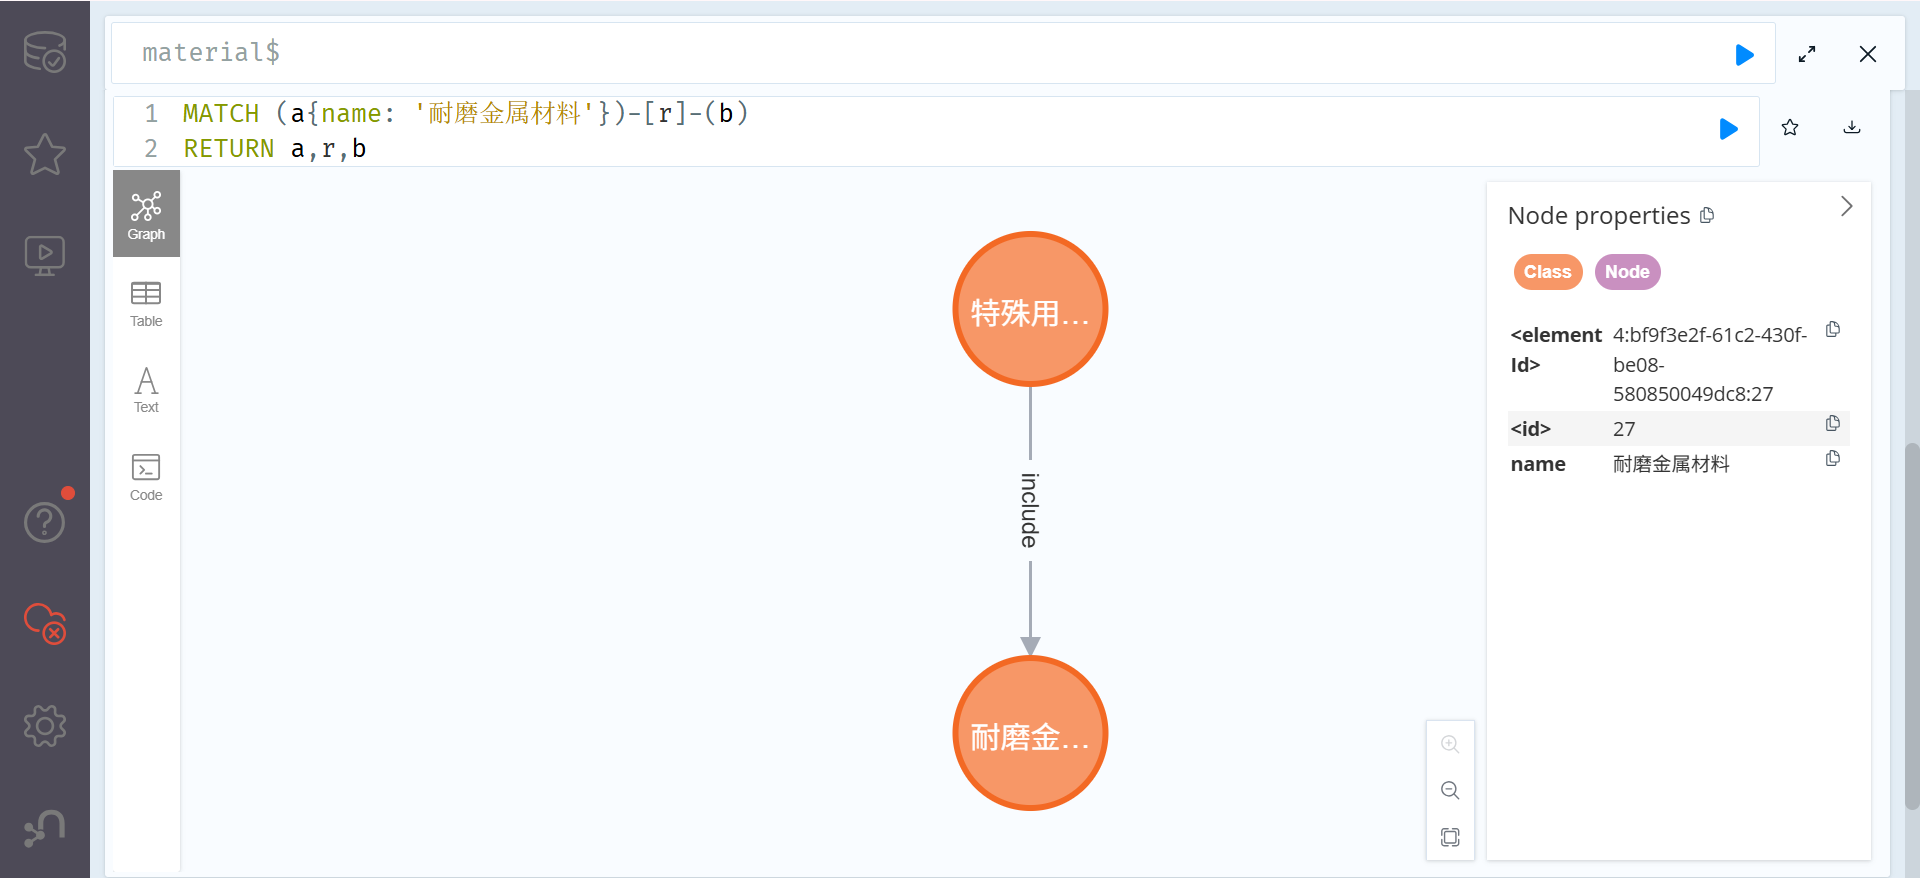 material$
1 MATCH (a{name: '耐磨金属材料'})-[r]-(b)
2 RETURN a,r,b
Graph
Table
Text
Code
特殊用...
include
耐磨金...
Node properties
Class Node
<element 4:bf9f3e2f-61c2-430f-
Id> be08-
580850049dc8:27
<id> 27
name 耐磨金属材料